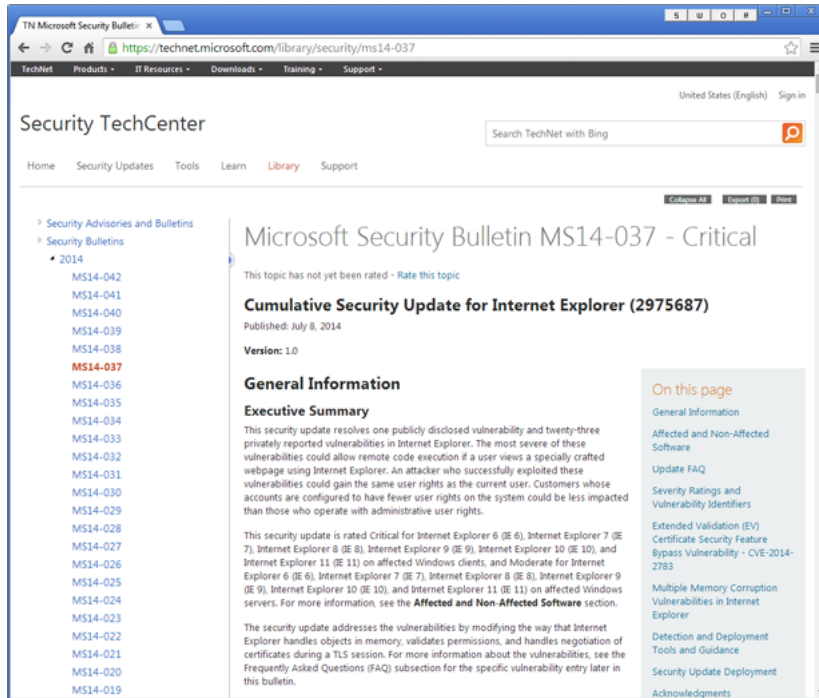 S W O R
TN Microsoft Security Bulletin
https://technet.microsoft.com/library/security/ms14-037
TechNet Products IT Resources Downloads Training Support
United States (English) Sign in
Security TechCenter
Search TechNet with Bing
Home Security Updates Tools Learn Library Support
Collapse All Export (0) Print
Security Advisories and Bulletins
Security Bulletins
2014
MS14-042
MS14-041
MS14-040
MS14-039
MS14-038
MS14-037
MS14-036
MS14-035
MS14-034
MS14-033
MS14-032
MS14-031
MS14-030
MS14-029
MS14-028
MS14-027
MS14-026
MS14-025
MS14-024
MS14-023
MS14-022
MS14-021
MS14-020
MS14-019
Microsoft Security Bulletin MS14-037 - Critical
This topic has not yet been rated - Rate this topic
Cumulative Security Update for Internet Explorer (2975687)
Published: July 8, 2014
Version: 1.0
General Information
Executive Summary
This security update resolves one publicly disclosed vulnerability and twenty-three
privately reported vulnerabilities in Internet Explorer. The most severe of these
vulnerabilities could allow remote code execution if a user views a specially crafted
webpage using Internet Explorer. An attacker who successfully exploited these
vulnerabilities could gain the same user rights as the current user. Customers whose
accounts are configured to have fewer user rights on the system could be less impacted
than those who operate with administrative user rights.
This security update is rated Critical for Internet Explorer 6 (IE 6), Internet Explorer 7 (IE
7), Internet Explorer 8 (IE 8), Internet Explorer 9 (IE 9), Internet Explorer 10 (IE 10), and
Internet Explorer 11 (IE 11) on affected Windows clients, and Moderate for Internet
Explorer 6 (IE 6), Internet Explorer 7 (IE 7), Internet Explorer 8 (IE 8), Internet Explorer 9
(IE 9), Internet Explorer 10 (IE 10), and Internet Explorer 11 (IE 11) on affected Windows
servers. For more information, see the Affected and Non-Affected Software section.
The security update addresses the vulnerabilities by modifying the way that Internet
Explorer handles objects in memory, validates permissions, and handles negotiation of
certificates during a TLS session. For more information about the vulnerabilities, see the
Frequently Asked Questions (FAQ) subsection for the specific vulnerability entry later in
this bulletin.
On this page
General Information
Affected and Non-Affected
Software
Update FAQ
Severity Ratings and
Vulnerability Identifiers
Extended Validation (EV)
Certificate Security Feature
Bypass Vulnerability - CVE-2014-
2783
Multiple Memory Corruption
Vulnerabilities in Internet
Explorer
Detection and Deployment
Tools and Guidance
Security Update Deployment
Acknowledgments